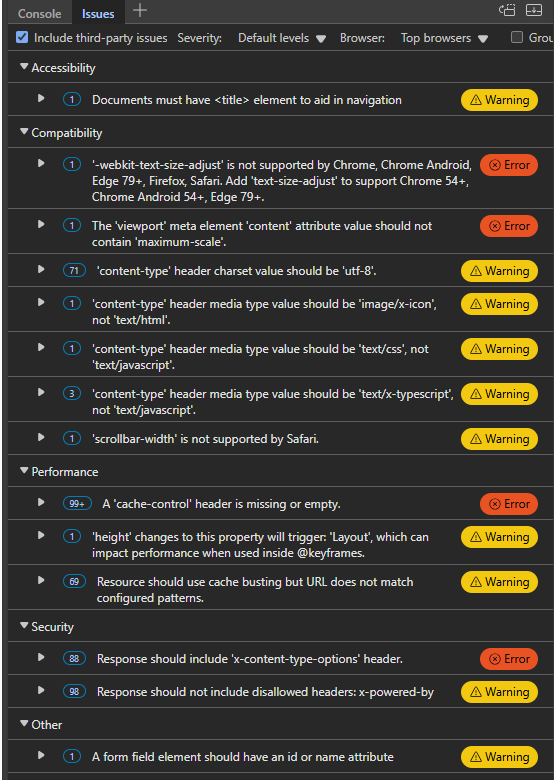 Console Issues
Include third-party issues Severity: Default levels Browser: Top browsers Grou
Accessibility
1 Documents must have <title> element to aid in navigation Warning
Compatibility
1 '-webkit-text-size-adjust' is not supported by Chrome, Chrome Android, Error
Edge 79+, Firefox, Safari. Add 'text-size-adjust' to support Chrome 54+,
Chrome Android 54+, Edge 79+.
1 The 'viewport' meta element 'content' attribute value should not Error
contain 'maximum-scale'.
71 'content-type' header charset value should be 'utf-8'. Warning
1 'content-type' header media type value should be 'image/x-icon', Warning
not 'text/html'.
1 'content-type' header media type value should be 'text/css', not Warning
'text/javascript'.
3 'content-type' header media type value should be 'text/x-typescript', Warning
not 'text/javascript'.
1 'scrollbar-width' is not supported by Safari. Warning
Performance
99+ A 'cache-control' header is missing or empty. Error
1 'height' changes to this property will trigger: 'Layout', which can Warning
impact performance when used inside @keyframes.
69 Resource should use cache busting but URL does not match Warning
configured patterns.
Security
88 Response should include 'x-content-type-options' header. Error
98 Response should not include disallowed headers: x-powered-by Warning
Other
1 A form field element should have an id or name attribute Warning